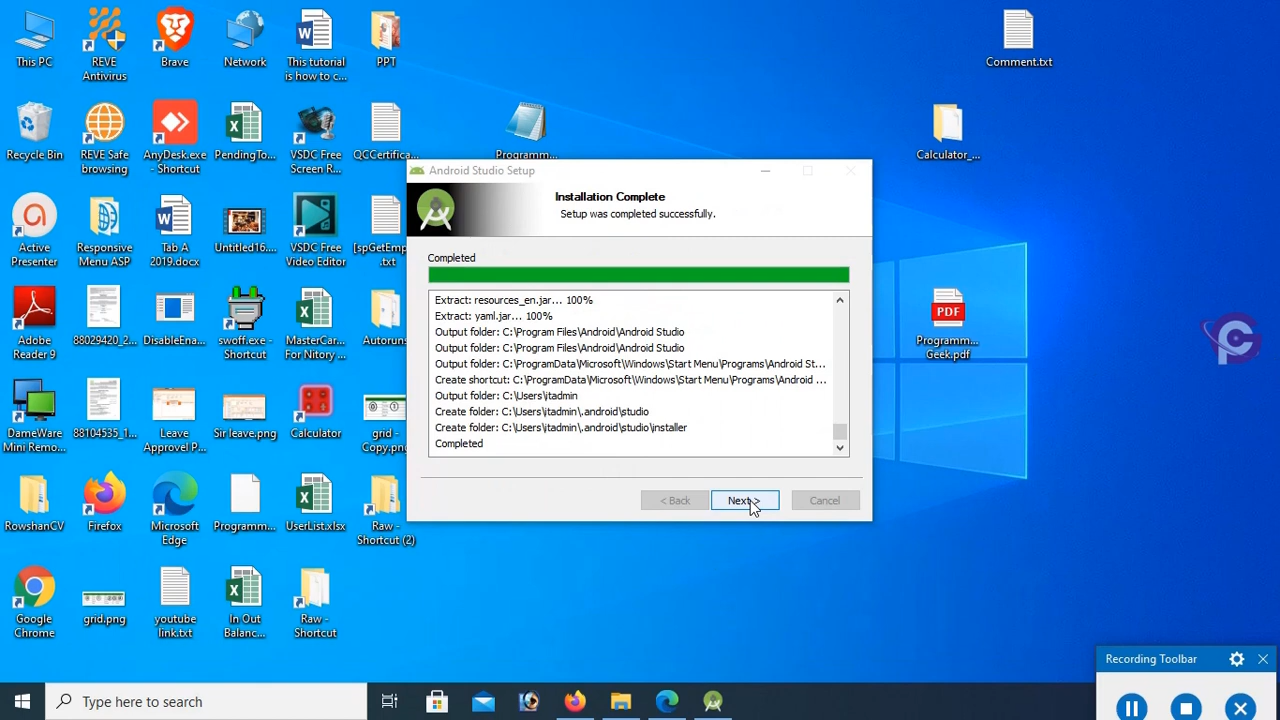 This PC
REVE
Antivirus
Brave
Network
This tutorial
is how to c...
PPT
Comment.txt
Recycle Bin
REVE Safe
browsing
AnyDesk.exe
- Shortcut
PendingTo...
VSDC Free
Screen R...
QCCertifica...
Programm...
Calculator_...
Active
Presenter
Responsive
Menu ASP
Tab A
2019.docx
Untitled16....
VSDC Free
Video Editor
[spGetEmp...
.txt
Adobe
Reader 9
88029420_2...
DisableEna...
swoff.exe -
Shortcut
MasterCar...
For Nitory ...
Autoruns
PDF
Programm...
Geek.pdf
DameWare
Mini Remo...
88104535_1...
Leave
Approval P...
Sir leave.png
Calculator
grid -
Copy.png
RowshanCV
Firefox
Microsoft
Edge
Programm...
UserList.xlsx
Raw -
Shortcut (2)
Google
Chrome
grid.png
youtube
link.txt
In Out
Balanc...
Raw -
Shortcut
Android Studio Setup
Installation Complete
Setup was completed successfully.
Completed
Extract: resources_en.jar... 100%
Extract: yaml.jar... 100%
Output folder: C:\Program Files\Android\Android Studio
Output folder: C:\Program Files\Android\Android Studio
Output folder: C:\ProgramData\Microsoft\Windows\Start Menu\Programs\Android St...
Create shortcut: C:\ProgramData\Microsoft\Windows\Start Menu\Programs\Android ...
Output folder: C:\Users\itadmin
Create folder: C:\Users\itadmin\.android\studio
Create folder: C:\Users\itadmin\.android\studio\installer
Completed
< Back
Next >
Cancel
Recording Toolbar
Type here to search